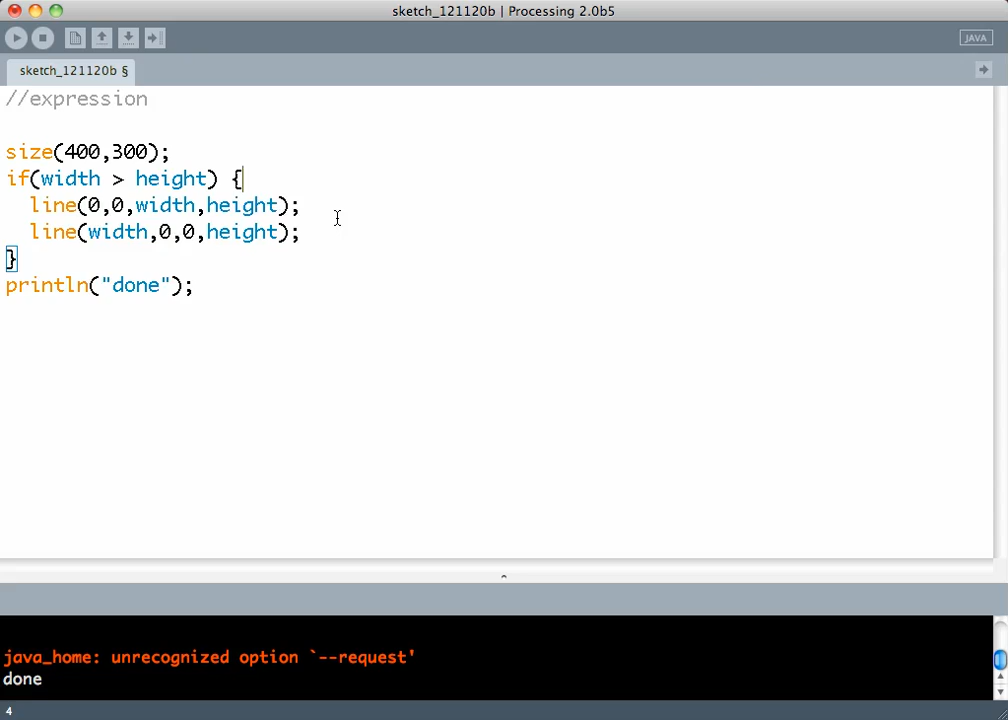 sketch_121120b | Processing 2.0b5
JAVA
sketch_121120b §
//expression
size(400,300);
if(width > height) {
  line(0,0,width,height);
  line(width,0,0,height);
}
println("done");
java_home: unrecognized option `--request'
done
4